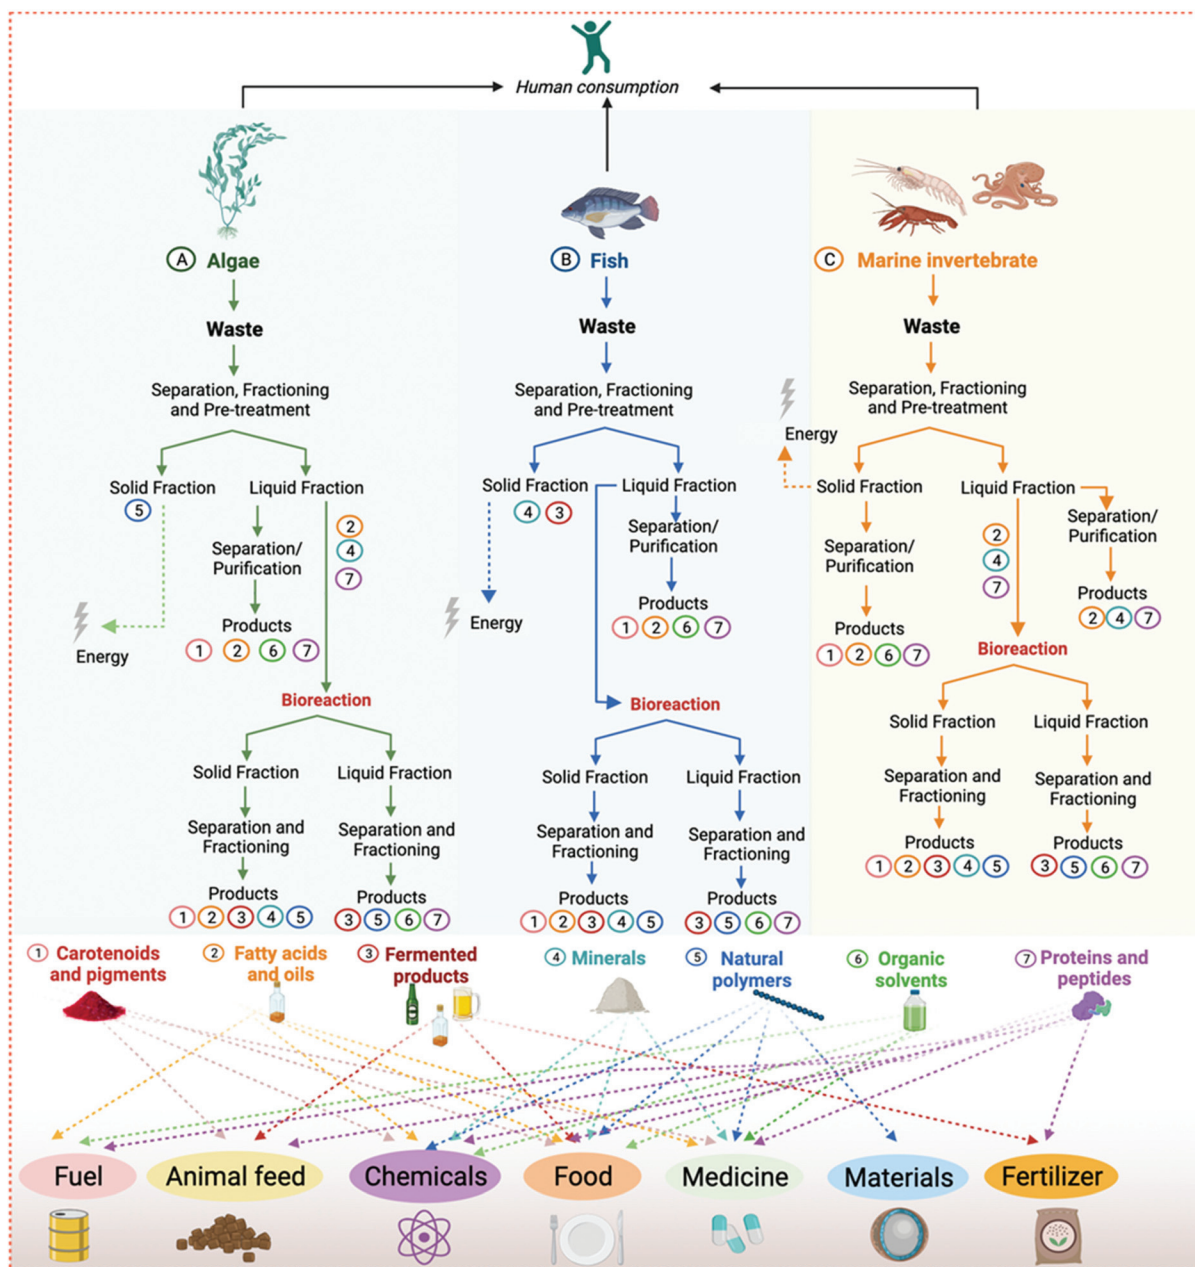 Human consumption
A Algae
Waste
Separation, Fractioning
and Pre-treatment
Solid Fraction
5
Liquid Fraction
2
4
7
Separation/
Purification
Products
1 2 6 7
Energy
Bioreaction
Solid Fraction
Liquid Fraction
Separation and
Fractioning
Separation and
Fractioning
Products
1 2 3 4 5
Products
3 5 6 7
B Fish
Waste
Separation, Fractioning
and Pre-treatment
Solid Fraction
4 3
Liquid Fraction
Separation/
Purification
Products
1 2 6 7
Energy
Bioreaction
Solid Fraction
Liquid Fraction
Separation and
Fractioning
Separation and
Fractioning
Products
1 2 3 4 5
Products
3 5 6 7
C Marine invertebrate
Waste
Separation, Fractioning
and Pre-treatment
Energy
Solid Fraction
Liquid Fraction
Separation/
Purification
Products
1 2 6 7
2
4
7
Separation/
Purification
Products
2 4 7
Bioreaction
Solid Fraction
Liquid Fraction
Separation and
Fractioning
Separation and
Fractioning
Products
1 2 3 4 5
Products
3 5 6 7
1 Carotenoids
and pigments
2 Fatty acids
and oils
3 Fermented
products
4 Minerals
5 Natural
polymers
6 Organic
solvents
7 Proteins and
peptides
Fuel
Animal feed
Chemicals
Food
Medicine
Materials
Fertilizer